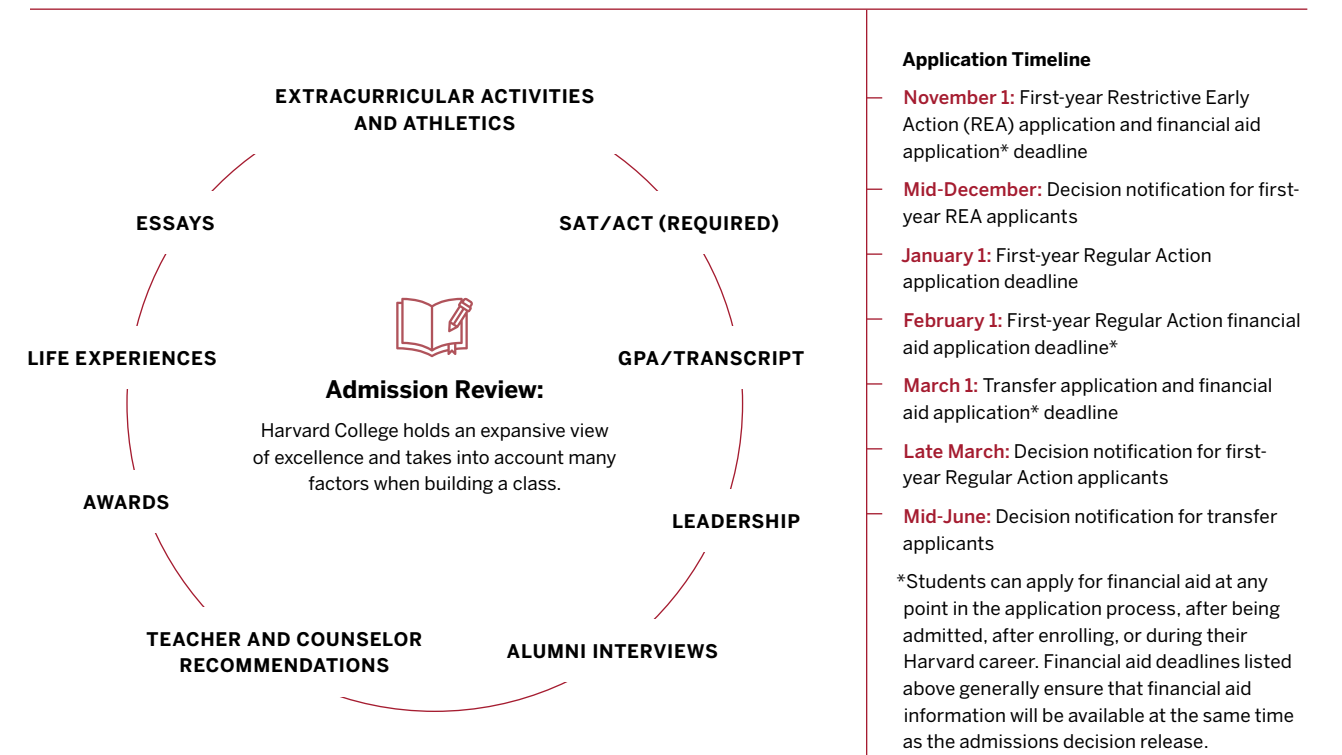 EXTRACURRICULAR ACTIVITIES
AND ATHLETICS
ESSAYS
SAT/ACT (REQUIRED)
LIFE EXPERIENCES
GPA/TRANSCRIPT
Admission Review:
Harvard College holds an expansive view
of excellence and takes into account many
factors when building a class.
AWARDS
LEADERSHIP
TEACHER AND COUNSELOR
RECOMMENDATIONS
ALUMNI INTERVIEWS
Application Timeline
November 1: First-year Restrictive Early
Action (REA) application and financial aid
application* deadline
Mid-December: Decision notification for first-
year REA applicants
January 1: First-year Regular Action
application deadline
February 1: First-year Regular Action financial
aid application deadline*
March 1: Transfer application and financial
aid application* deadline
Late March: Decision notification for first-
year Regular Action applicants
Mid-June: Decision notification for transfer
applicants
*Students can apply for financial aid at any
point in the application process, after being
admitted, after enrolling, or during their
Harvard career. Financial aid deadlines listed
above generally ensure that financial aid
information will be available at the same time
as the admissions decision release.